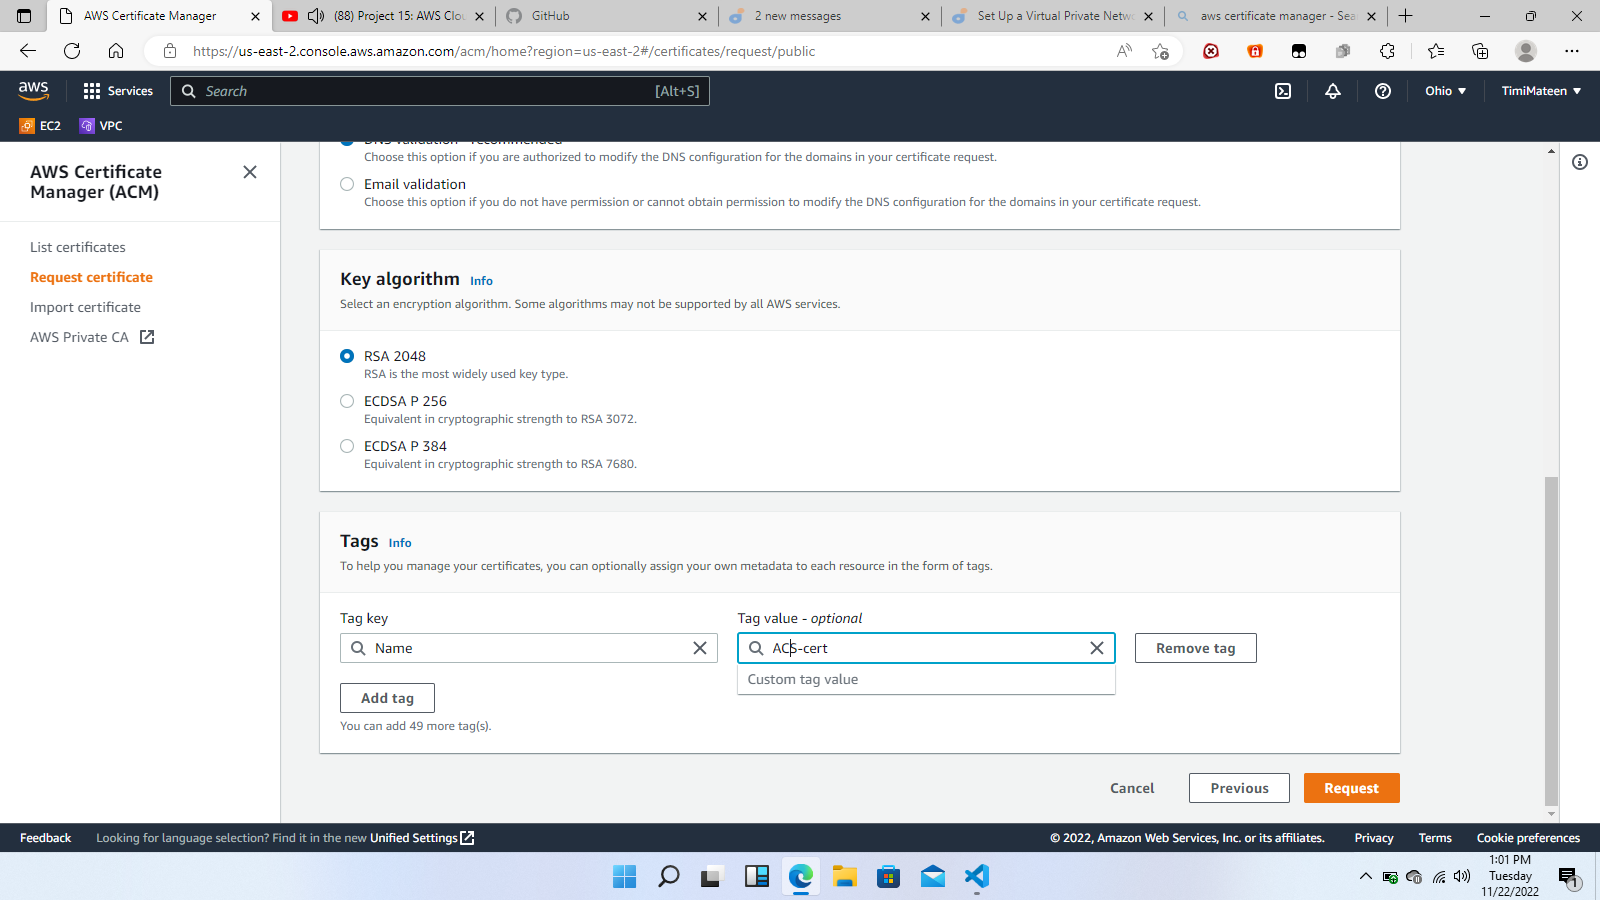 AWS Certificate Manager
(88) Project 15: AWS Clou
GitHub
2 new messages
Set Up a Virtual Private Netwo
aws certificate manager - Sea
https://us-east-2.console.aws.amazon.com/acm/home?region=us-east-2#/certificates/request/public
aws
Services
Search
[Alt+S]
Ohio
TimiMateen
EC2
VPC
AWS Certificate
Manager (ACM)
List certificates
Request certificate
Import certificate
AWS Private CA
DNS validation - recommended
Choose this option if you are authorized to modify the DNS configuration for the domains in your certificate request.
Email validation
Choose this option if you do not have permission or cannot obtain permission to modify the DNS configuration for the domains in your certificate request.
Key algorithm Info
Select an encryption algorithm. Some algorithms may not be supported by all AWS services.
RSA 2048
RSA is the most widely used key type.
ECDSA P 256
Equivalent in cryptographic strength to RSA 3072.
ECDSA P 384
Equivalent in cryptographic strength to RSA 7680.
Tags Info
To help you manage your certificates, you can optionally assign your own metadata to each resource in the form of tags.
Tag key
Tag value - optional
Name
ACS-cert
Remove tag
Custom tag value
Add tag
You can add 49 more tag(s).
Cancel
Previous
Request
Feedback
Looking for language selection? Find it in the new Unified Settings
© 2022, Amazon Web Services, Inc. or its affiliates.
Privacy
Terms
Cookie preferences
1:01 PM
Tuesday
11/22/2022
1